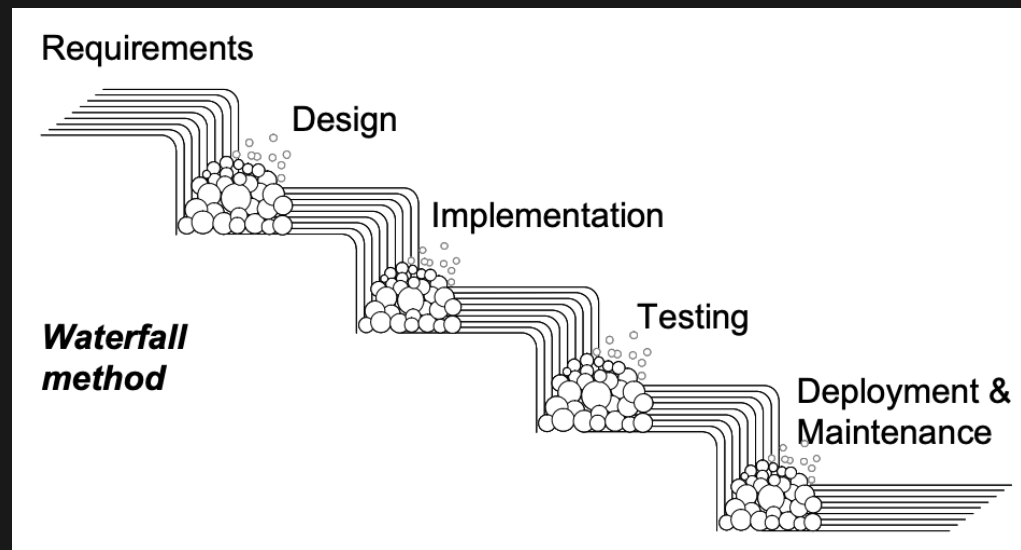 Requirements
Design
Implementation
Testing
Waterfall
method
Deployment &
Maintenance